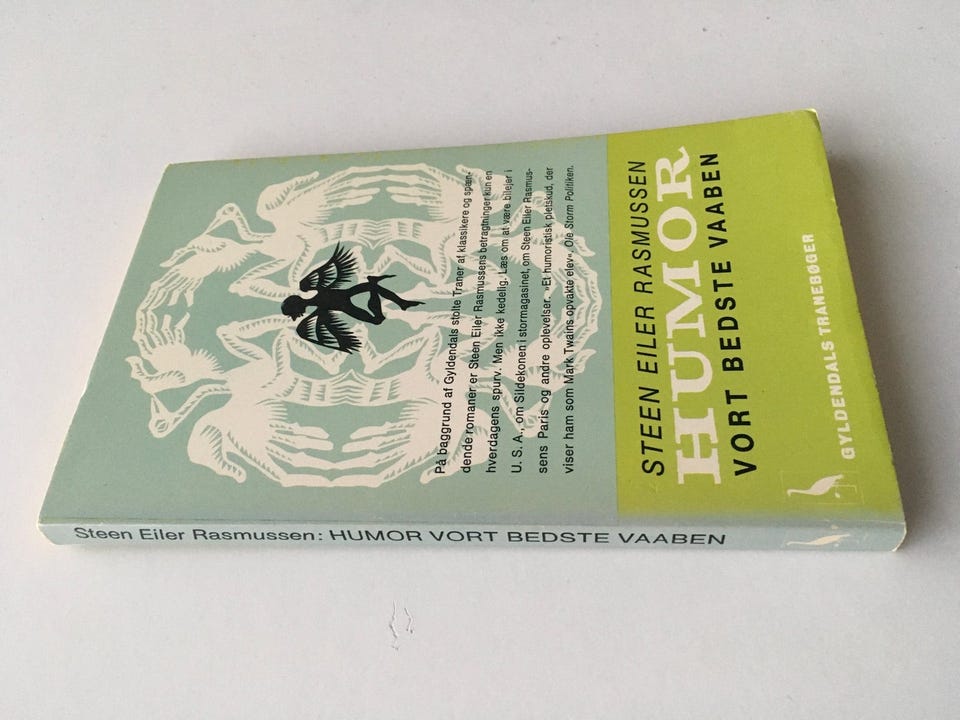 På baggrund af Gyldendals stolte Traner af klassikere og spæn-
dende romaner er Steen Eiler Rasmussens betragtninger kun en
hverdagens spurv. Men ikke kedelig. Læs om at være bilejer i
U. S. A., om Sildekonen i stormagasinet, om Steen Eiler Rasmus-
sens Paris og andre oplevelser. »Et humoristisk pletskud, der
viser ham som Mark Twains opvakte elev«, Ole Storm Politiken.
STEEN EILER RASMUSSEN
HUMOR
VORT BEDSTE VAABEN
GYLDENDALS TRANEBØGER
Steen Eiler Rasmussen: HUMOR VORT BEDSTE VAABEN